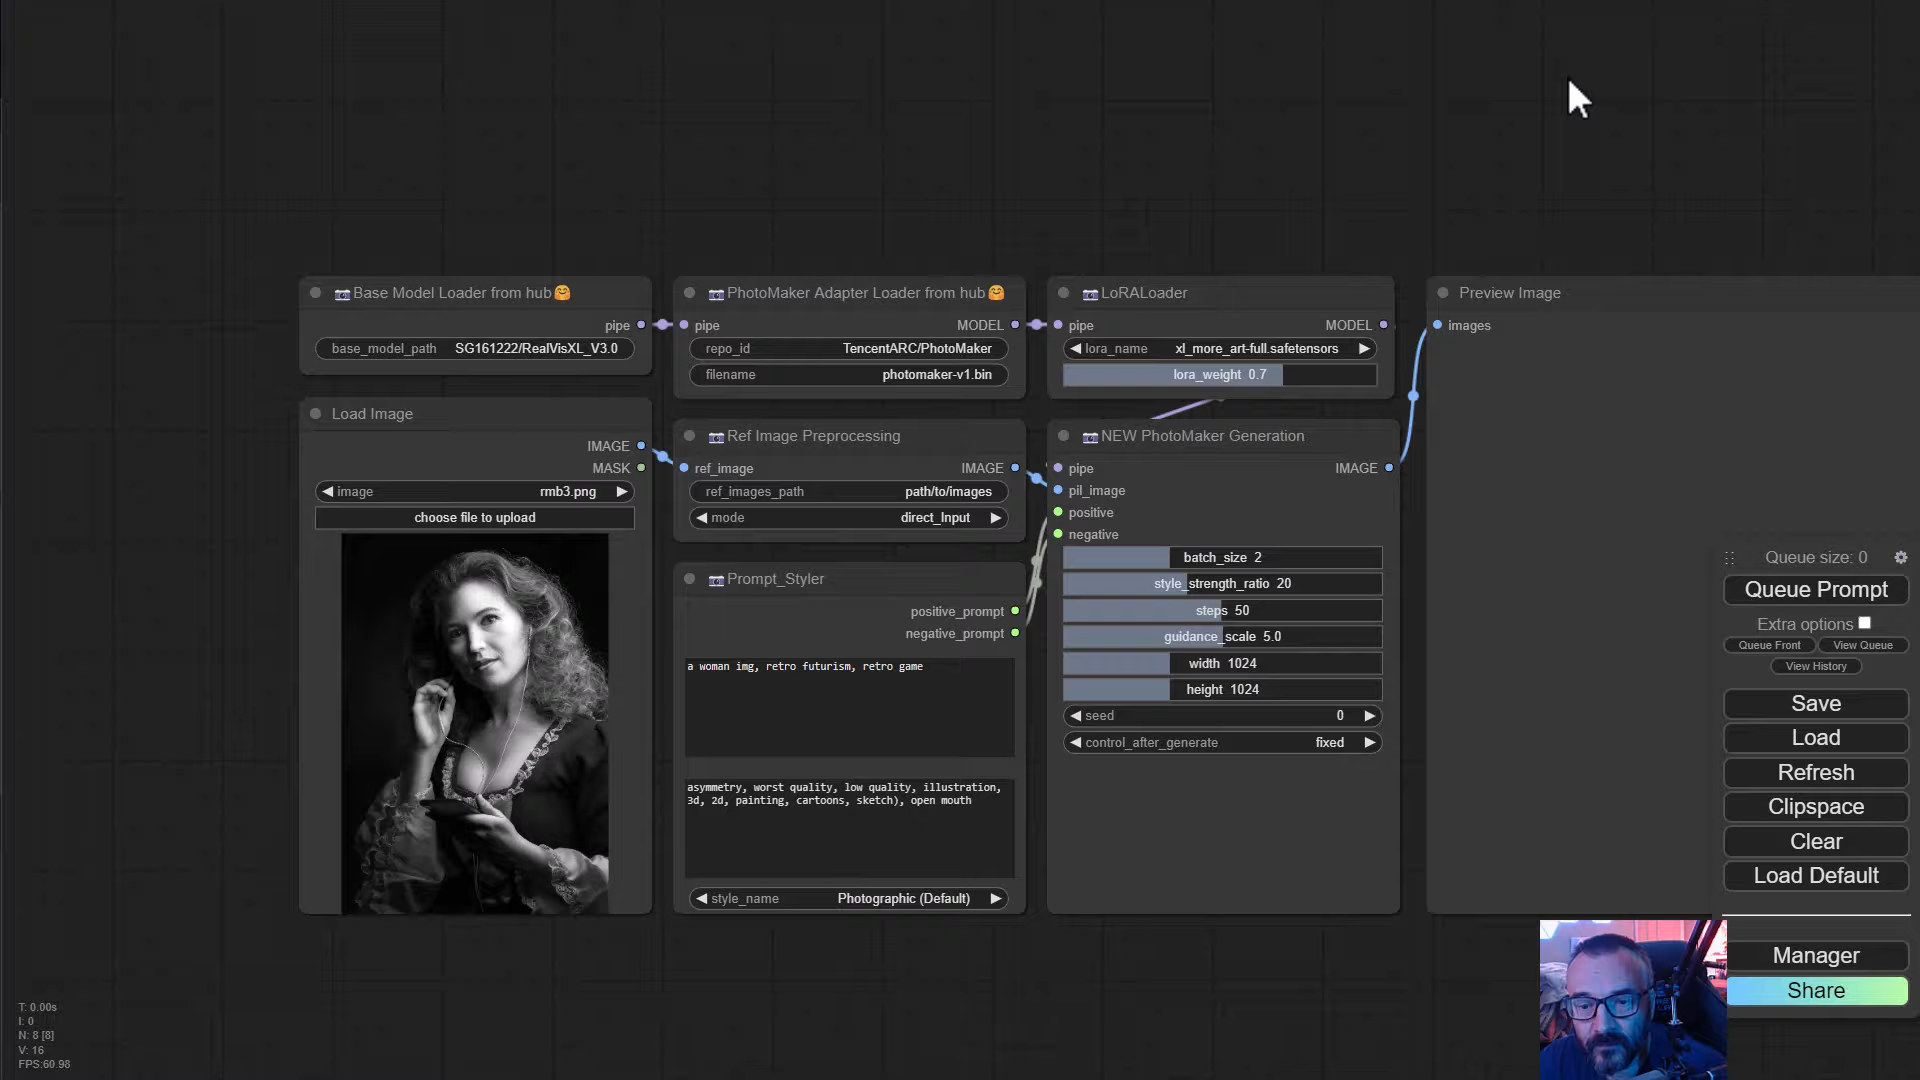 Base Model Loader from hub🤗
pipe
base_model_path SG161222/RealVisXL_V3.0
Load Image
IMAGE
MASK
image rmb3.png
choose file to upload
PhotoMaker Adapter Loader from hub🤗
pipe MODEL
repo_id TencentARC/PhotoMaker
filename photomaker-v1.bin
Ref Image Preprocessing
ref_image IMAGE
ref_images_path path/to/images
mode direct_Input
Prompt_Styler
positive_prompt
negative_prompt
a woman img, retro futurism, retro game
asymmetry, worst quality, low quality, illustration,
3d, 2d, painting, cartoons, sketch), open mouth
style_name Photographic (Default)
LoRALoader
pipe MODEL
lora_name xl_more_art-full.safetensors
lora_weight 0.7
NEW PhotoMaker Generation
pipe IMAGE
pil_image
positive
negative
batch_size 2
style_strength_ratio 20
steps 50
guidance_scale 5.0
width 1024
height 1024
seed 0
control_after_generate fixed
Preview Image
images
Queue size: 0
Queue Prompt
Extra options
Queue Front View Queue
View History
Save
Load
Refresh
Clipspace
Clear
Load Default
Manager
Share
T: 0.00s
I: 0
N: 8 [8]
V: 16
FPS:60.98